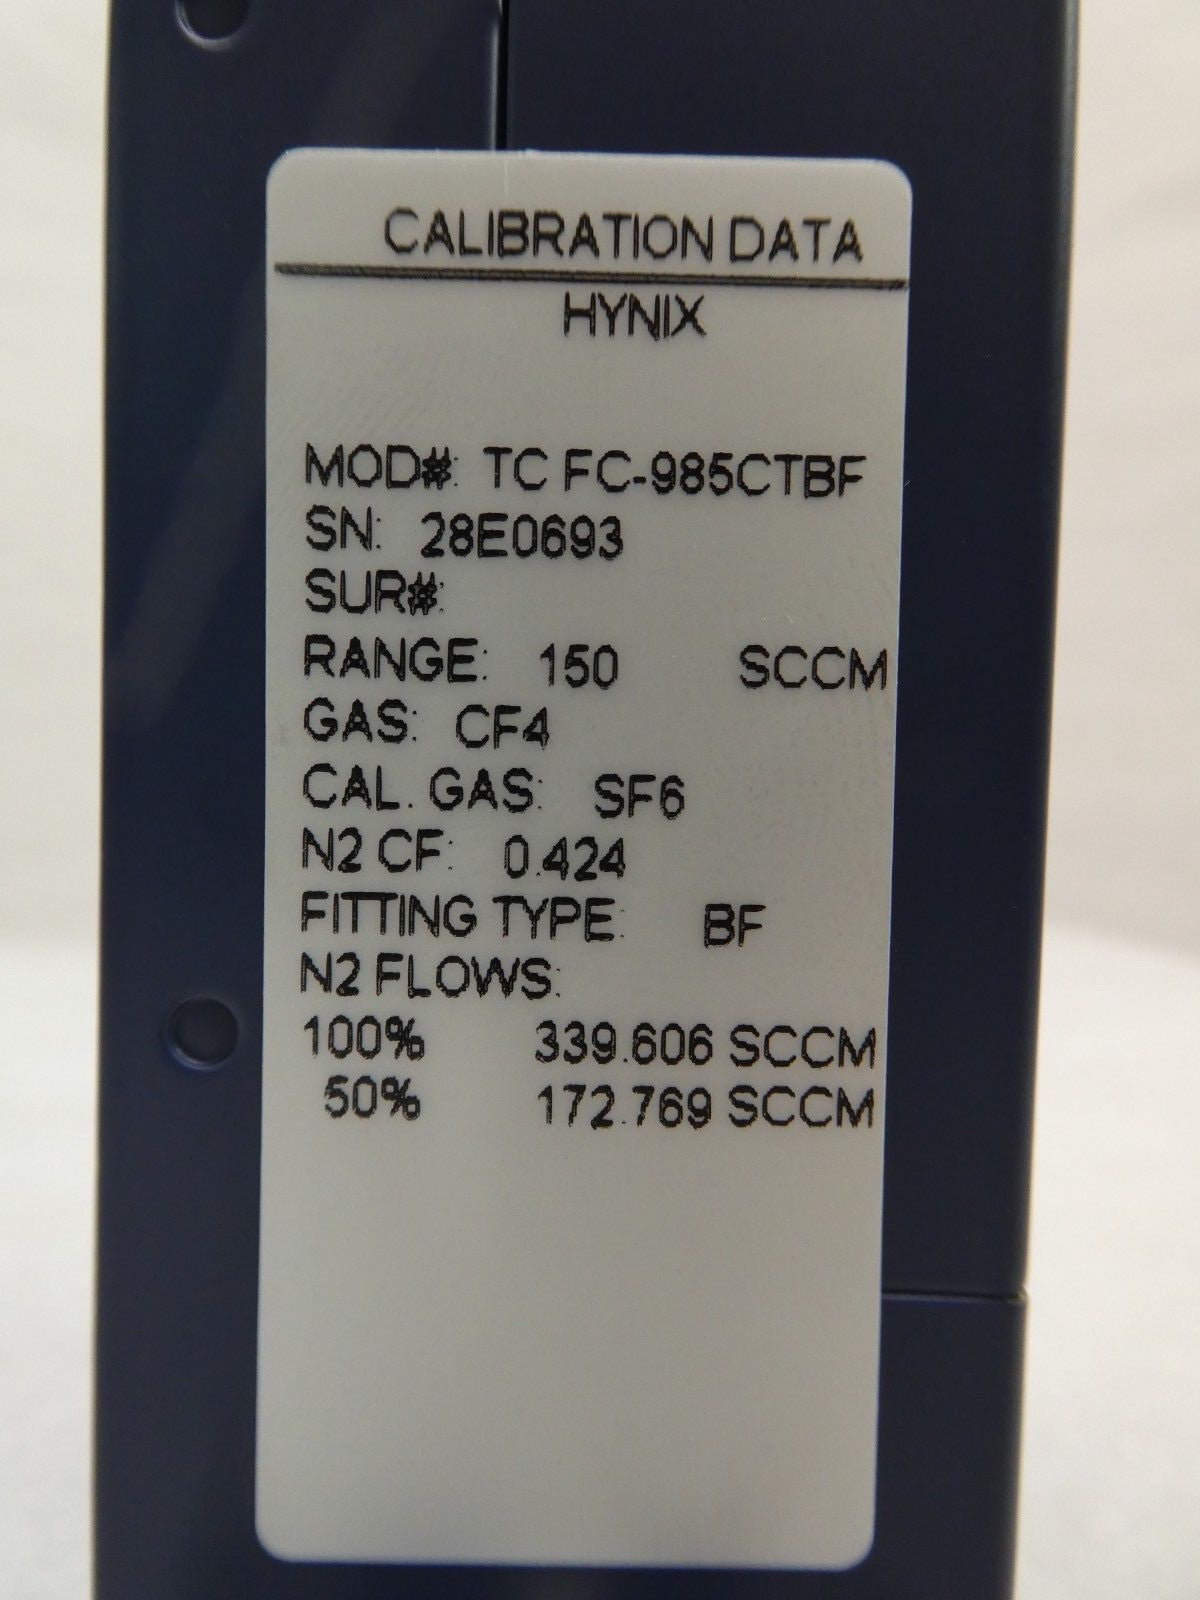 CALIBRATION DATA
HYNIX
MOD#: TC FC-985CTBF
SN: 28E0693
SUR#:
RANGE: 150 SCCM
GAS: CF4
CAL. GAS: SF6
N2 CF: 0.424
FITTING TYPE: BF
N2 FLOWS:
100% 339.606 SCCM
50% 172.769 SCCM